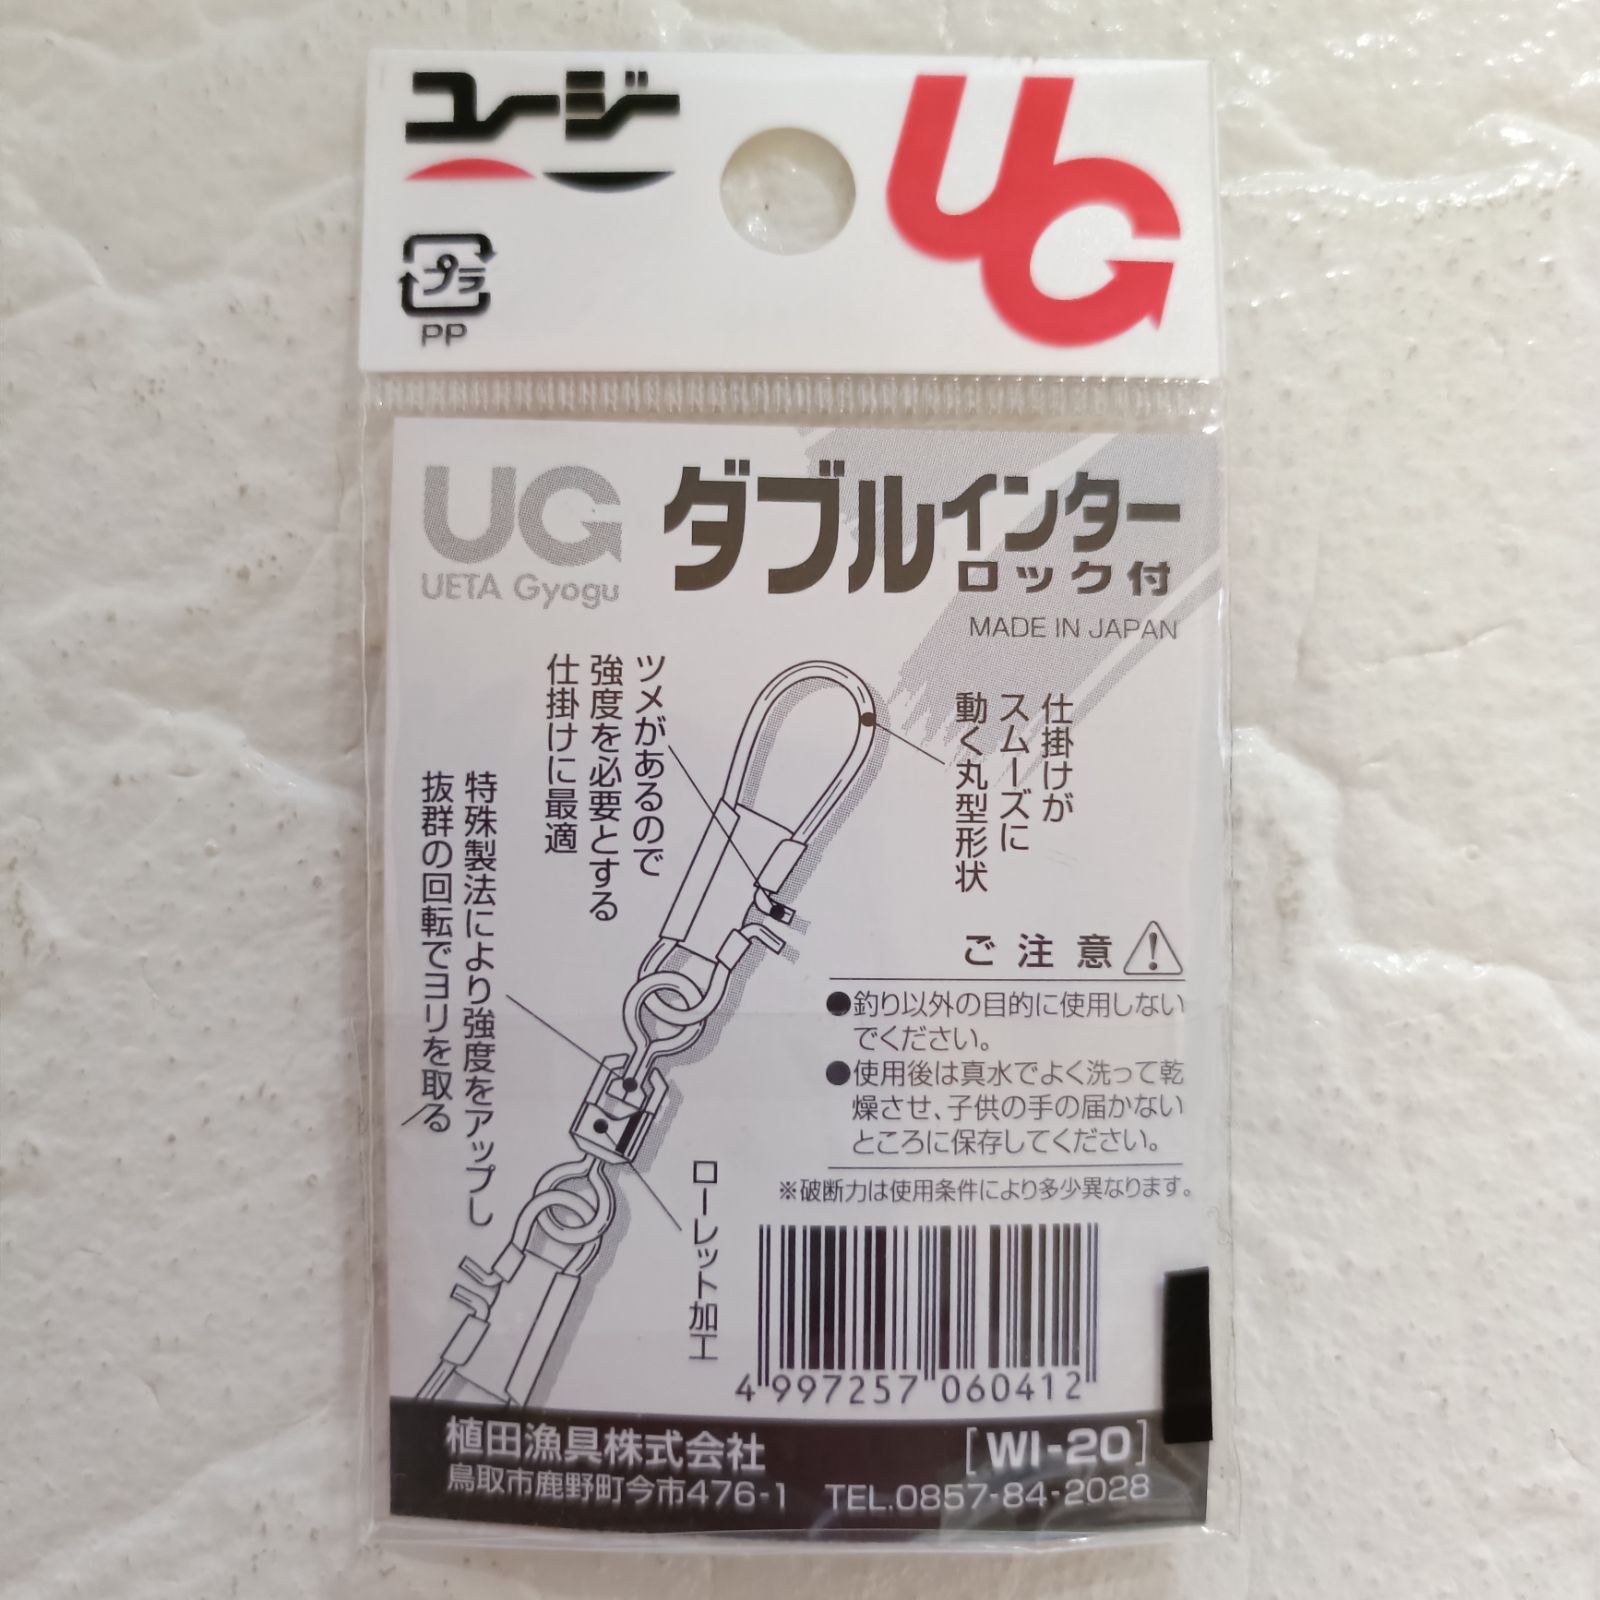 ユージー
UG
プラ
PP
UG
UETA Gyogu
ダブルインター
ロック付
MADE IN JAPAN
仕掛けが
スムーズに
動く丸型形状
ツメがあるので
強度を必要とする
仕掛けに最適
特殊製法により強度をアップし
抜群の回転でヨリを取る
ローレット加工
ご注意
●釣り以外の目的に使用しない
でください。
●使用後は真水でよく洗って乾
燥させ、子供の手の届かない
ところに保存してください。
※破断力は使用条件により多少異なります。
4 997257 060412
植田漁具株式会社
[WI-20]
鳥取市鹿野町今市476-1 TEL.0857-84-2028